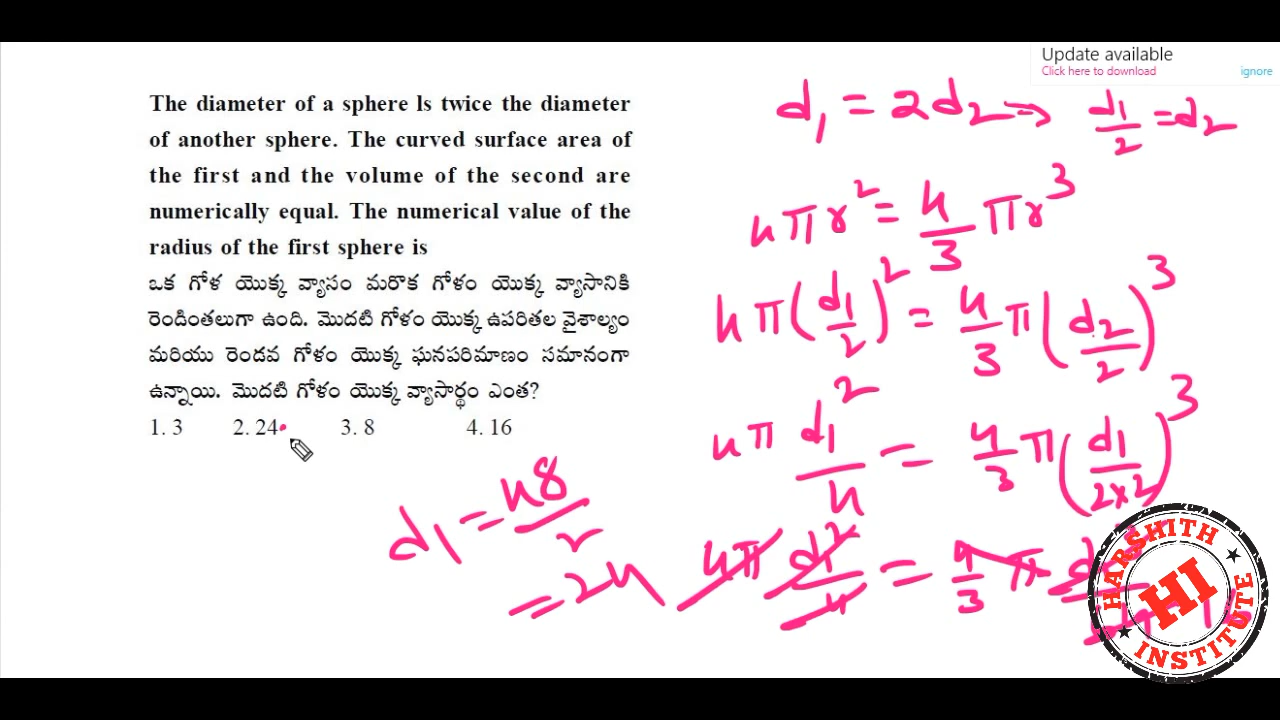 Update available
Click here to download ignore
The diameter of a sphere ls twice the diameter
of another sphere. The curved surface area of
the first and the volume of the second are
numerically equal. The numerical value of the
radius of the first sphere is
ఒక గోళ యొక్క వ్యాసం మరొక గోళం యొక్క వ్యాసానికి
రెండింతలుగా ఉంది. మొదటి గోళం యొక్క ఉపరితల వైశాల్యం
మరియు రెండవ గోళం యొక్క ఘనపరిమాణం సమానంగా
ఉన్నాయి. మొదటి గోళం యొక్క వ్యాసార్థం ఎంత?
1. 3 2. 24 3. 8 4. 16
d₁ = 2d₂ ⇒ d₁/2 = d₂
4πr² = 4/3 πr³
4π(d₁/2)² = 4/3 π(d₂/2)³
4π d₁²/4 = 4/3 π(d₁/2×2)³
4π d₁²/4 = 4/3 π
d₁ = 48/2
= 24
HARSHITH
HI
INSTITUTE